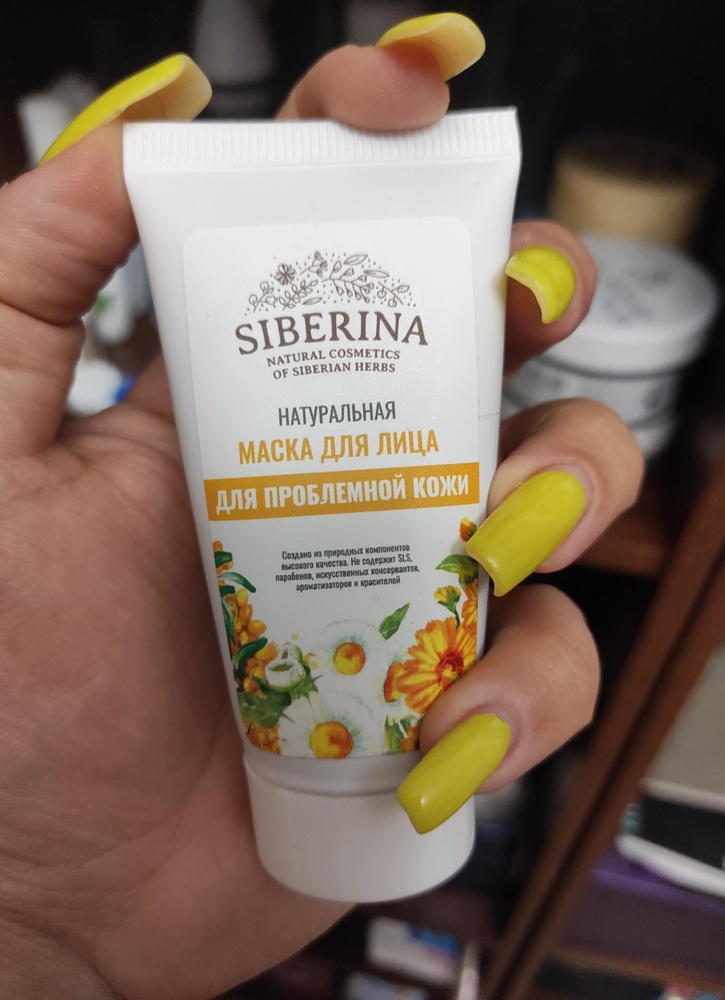 SIBERINA
NATURAL COSMETICS
OF SIBERIAN HERBS
НАТУРАЛЬНАЯ
МАСКА ДЛЯ ЛИЦА
ДЛЯ ПРОБЛЕМНОЙ КОЖИ
Создано из природных компонентов
высокого качества. Не содержит SLS,
парабенов, искусственных консервантов,
ароматизаторов и красителей